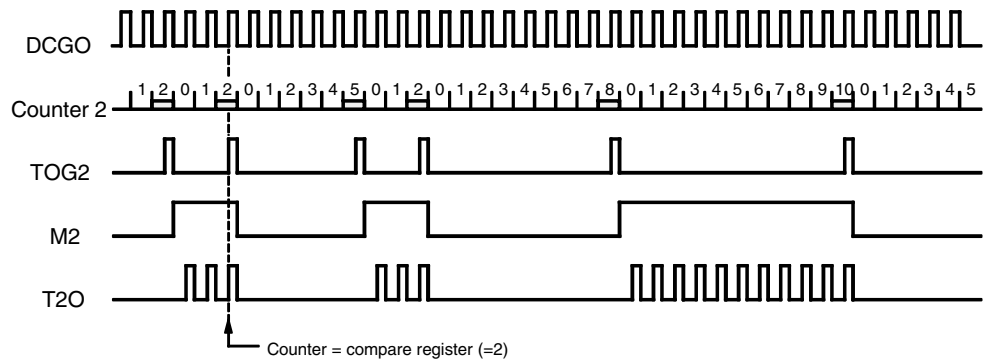 DCGO
Counter 2
1 2 0 1 2 0 1 2 3 4 5 0 1 2 0 1 2 3 4 5 6 7 8 0 1 2 3 4 5 6 7 8 9 10 0 1 2 3 4 5
TOG2
M2
T2O
Counter = compare register (=2)